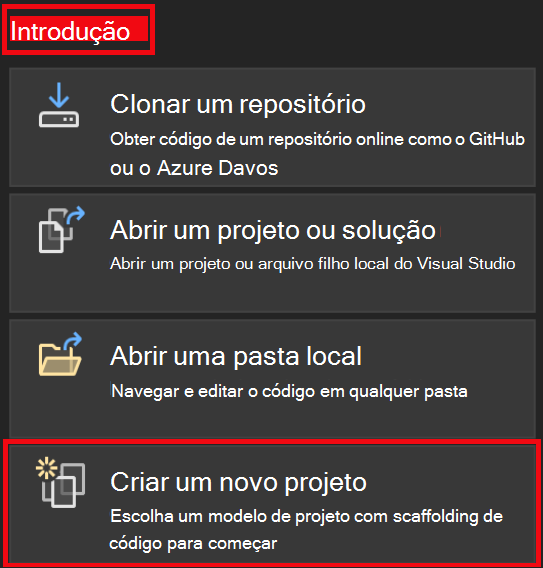 Introdução
Clonar um repositório
Obter código de um repositório online como o GitHub
ou o Azure Davos
Abrir um projeto ou solução
Abrir um projeto ou arquivo filho local do Visual Studio
Abrir uma pasta local
Navegar e editar o código em qualquer pasta
Criar um novo projeto
Escolha um modelo de projeto com scaffolding de
código para começar